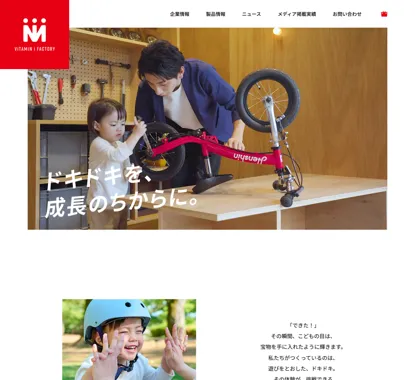 VITAMIN | FACTORY
企業情報 製品情報 ニュース メディア掲載実績 お問い合わせ
henshin
ドキドキを、
成長のちからに。
「できた！」
その瞬間、こどもの目は、
宝物を手に入れたように輝きます。
私たちがつくっているのは、
遊びをとおした、ドキドキ。
その体験が、挑戦できる